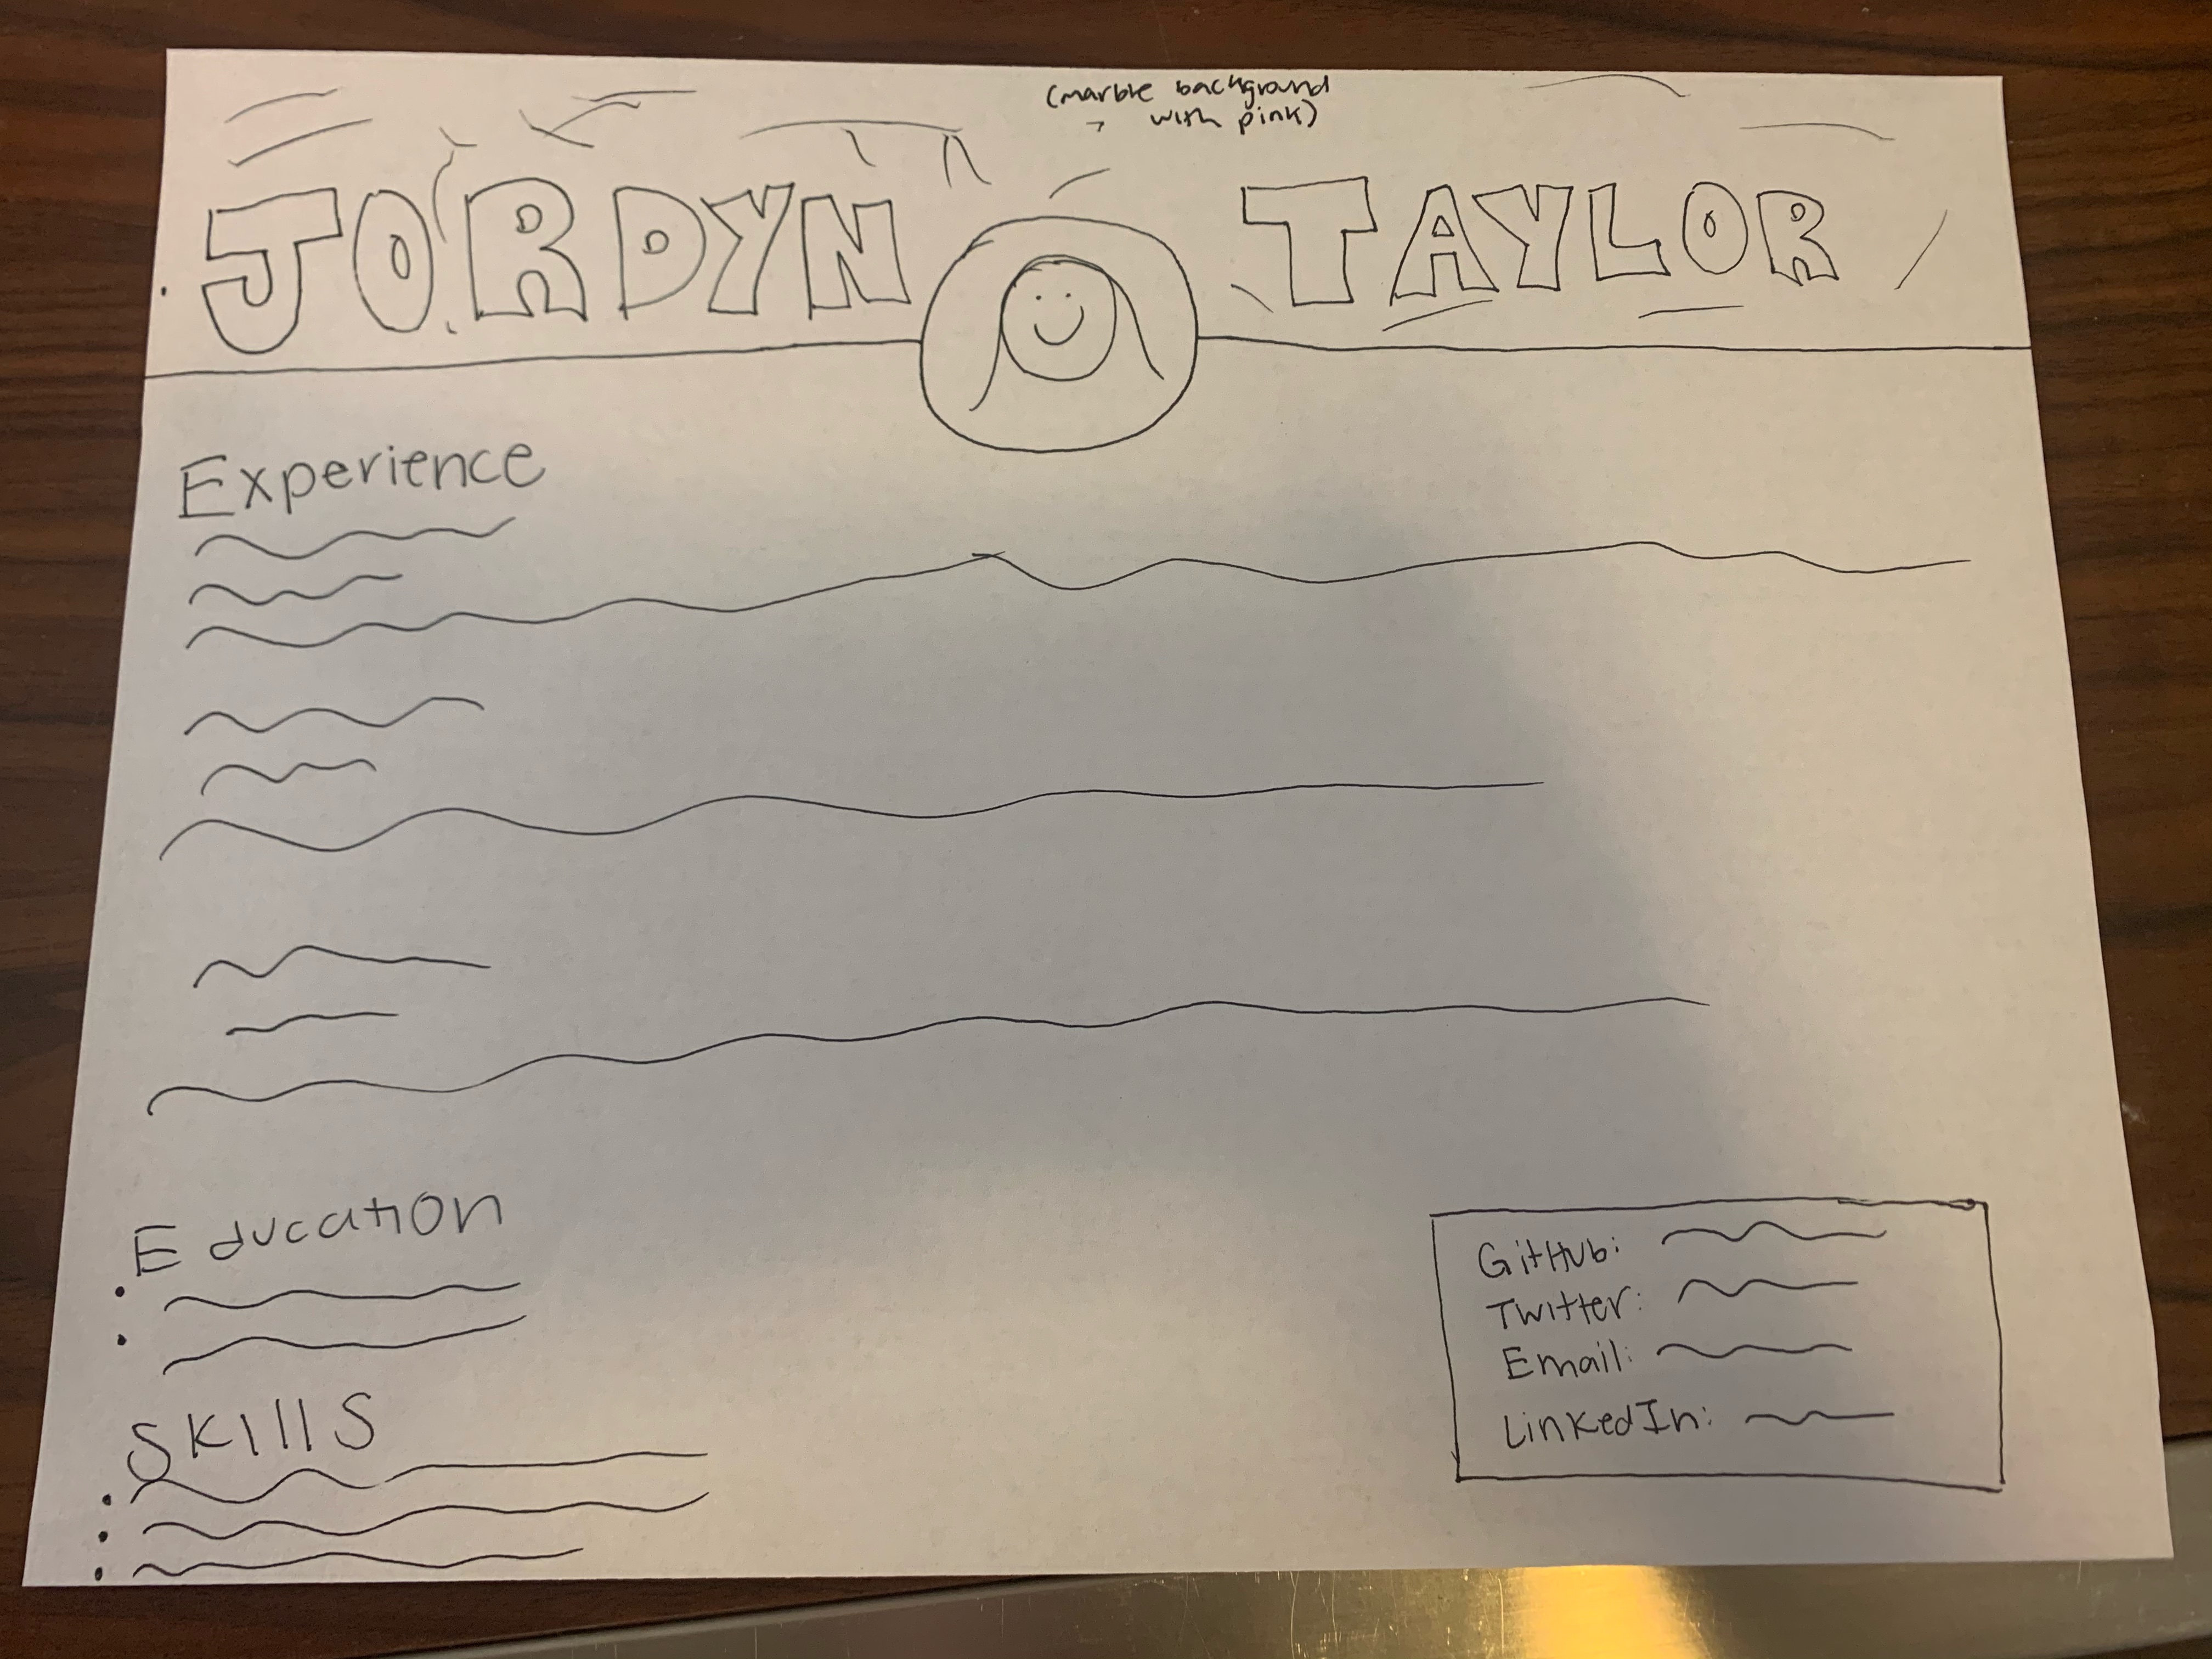 (marble background
with pink)
JORDYN TAYLOR
Experience
Education
Skills
GitHub:
Twitter:
Email:
LinkedIn: